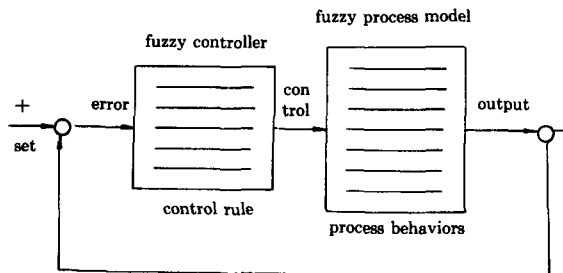 fuzzy process model
fuzzy controller
+
set
error
con
trol
output
control rule
process behaviors